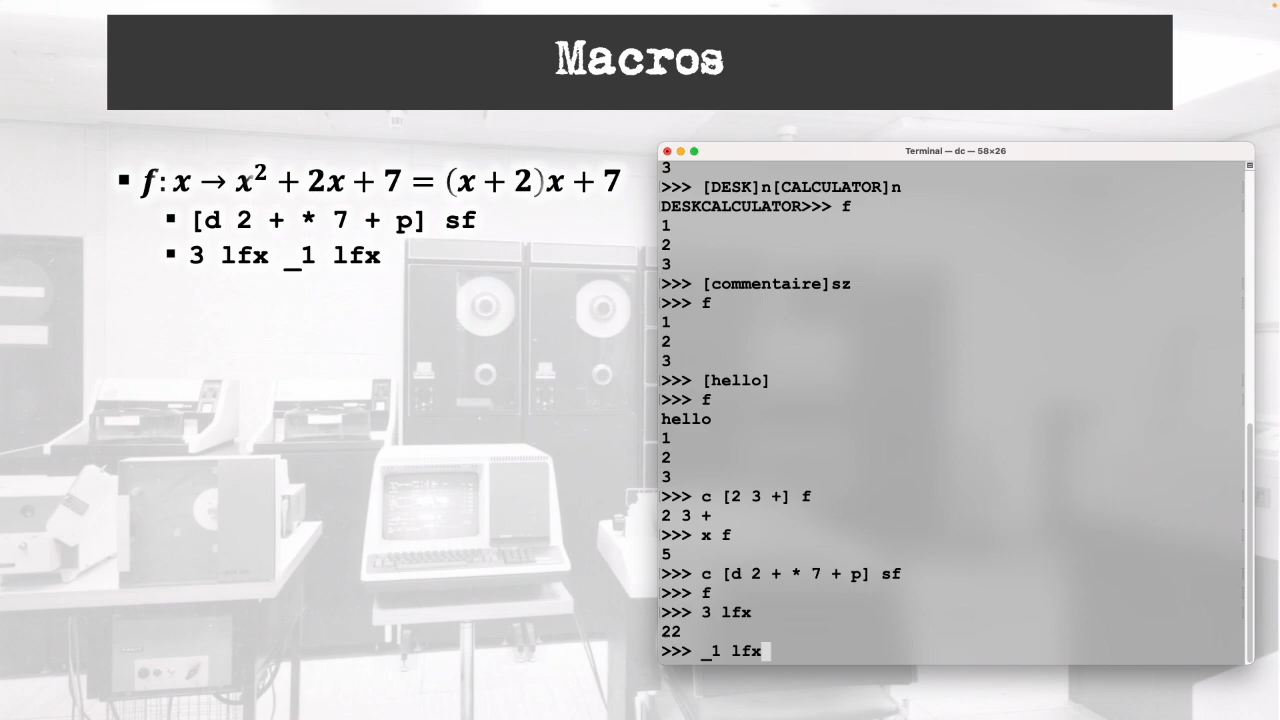 Macros
▪ f: x → x² + 2x + 7 = (x + 2)x + 7
▪ [d 2 + * 7 + p] sf
▪ 3 lfx _1 lfx
Terminal — dc — 58×26
3
>>> [DESK]n[CALCULATOR]n
DESKCALCULATOR>>> f
1
2
3
>>> [commentaire]sz
>>> f
1
2
3
>>> [hello]
>>> f
hello
1
2
3
>>> c [2 3 +] f
2 3 +
>>> x f
5
>>> c [d 2 + * 7 + p] sf
>>> f
>>> 3 lfx
22
>>> _1 lfx